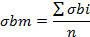 σbm = ∑ σbi / n